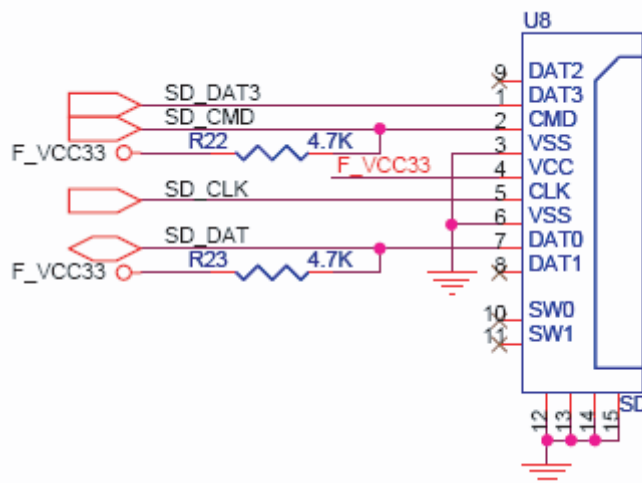 U8
9 DAT2
SD_DAT3 1 DAT3
SD_CMD 2 CMD
F_VCC33 R22 4.7K 3 VSS
F_VCC33 4 VCC
SD_CLK 5 CLK
6 VSS
SD_DAT 7 DAT0
F_VCC33 R23 4.7K 8 DAT1
10 SW0
11 SW1
12 13 14 15 SD